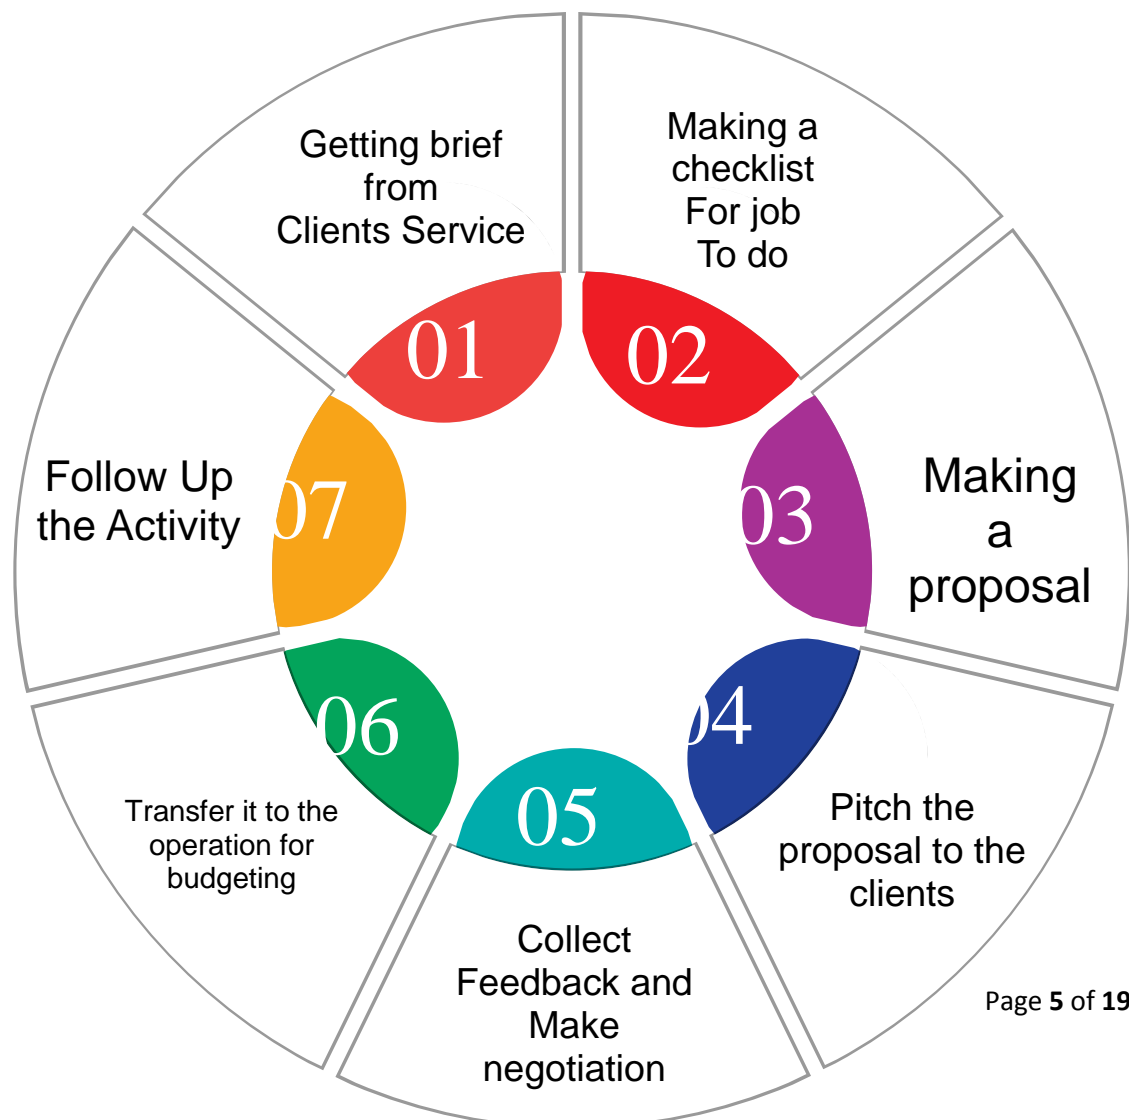 01
Getting brief
from
Clients Service
02
Making a
checklist
For job
To do
03
Making
a
proposal
04
Pitch the
proposal to the
clients
05
Collect
Feedback and
Make
negotiation
06
Transfer it to the
operation for
budgeting
07
Follow Up
the Activity
Page 5 of 19